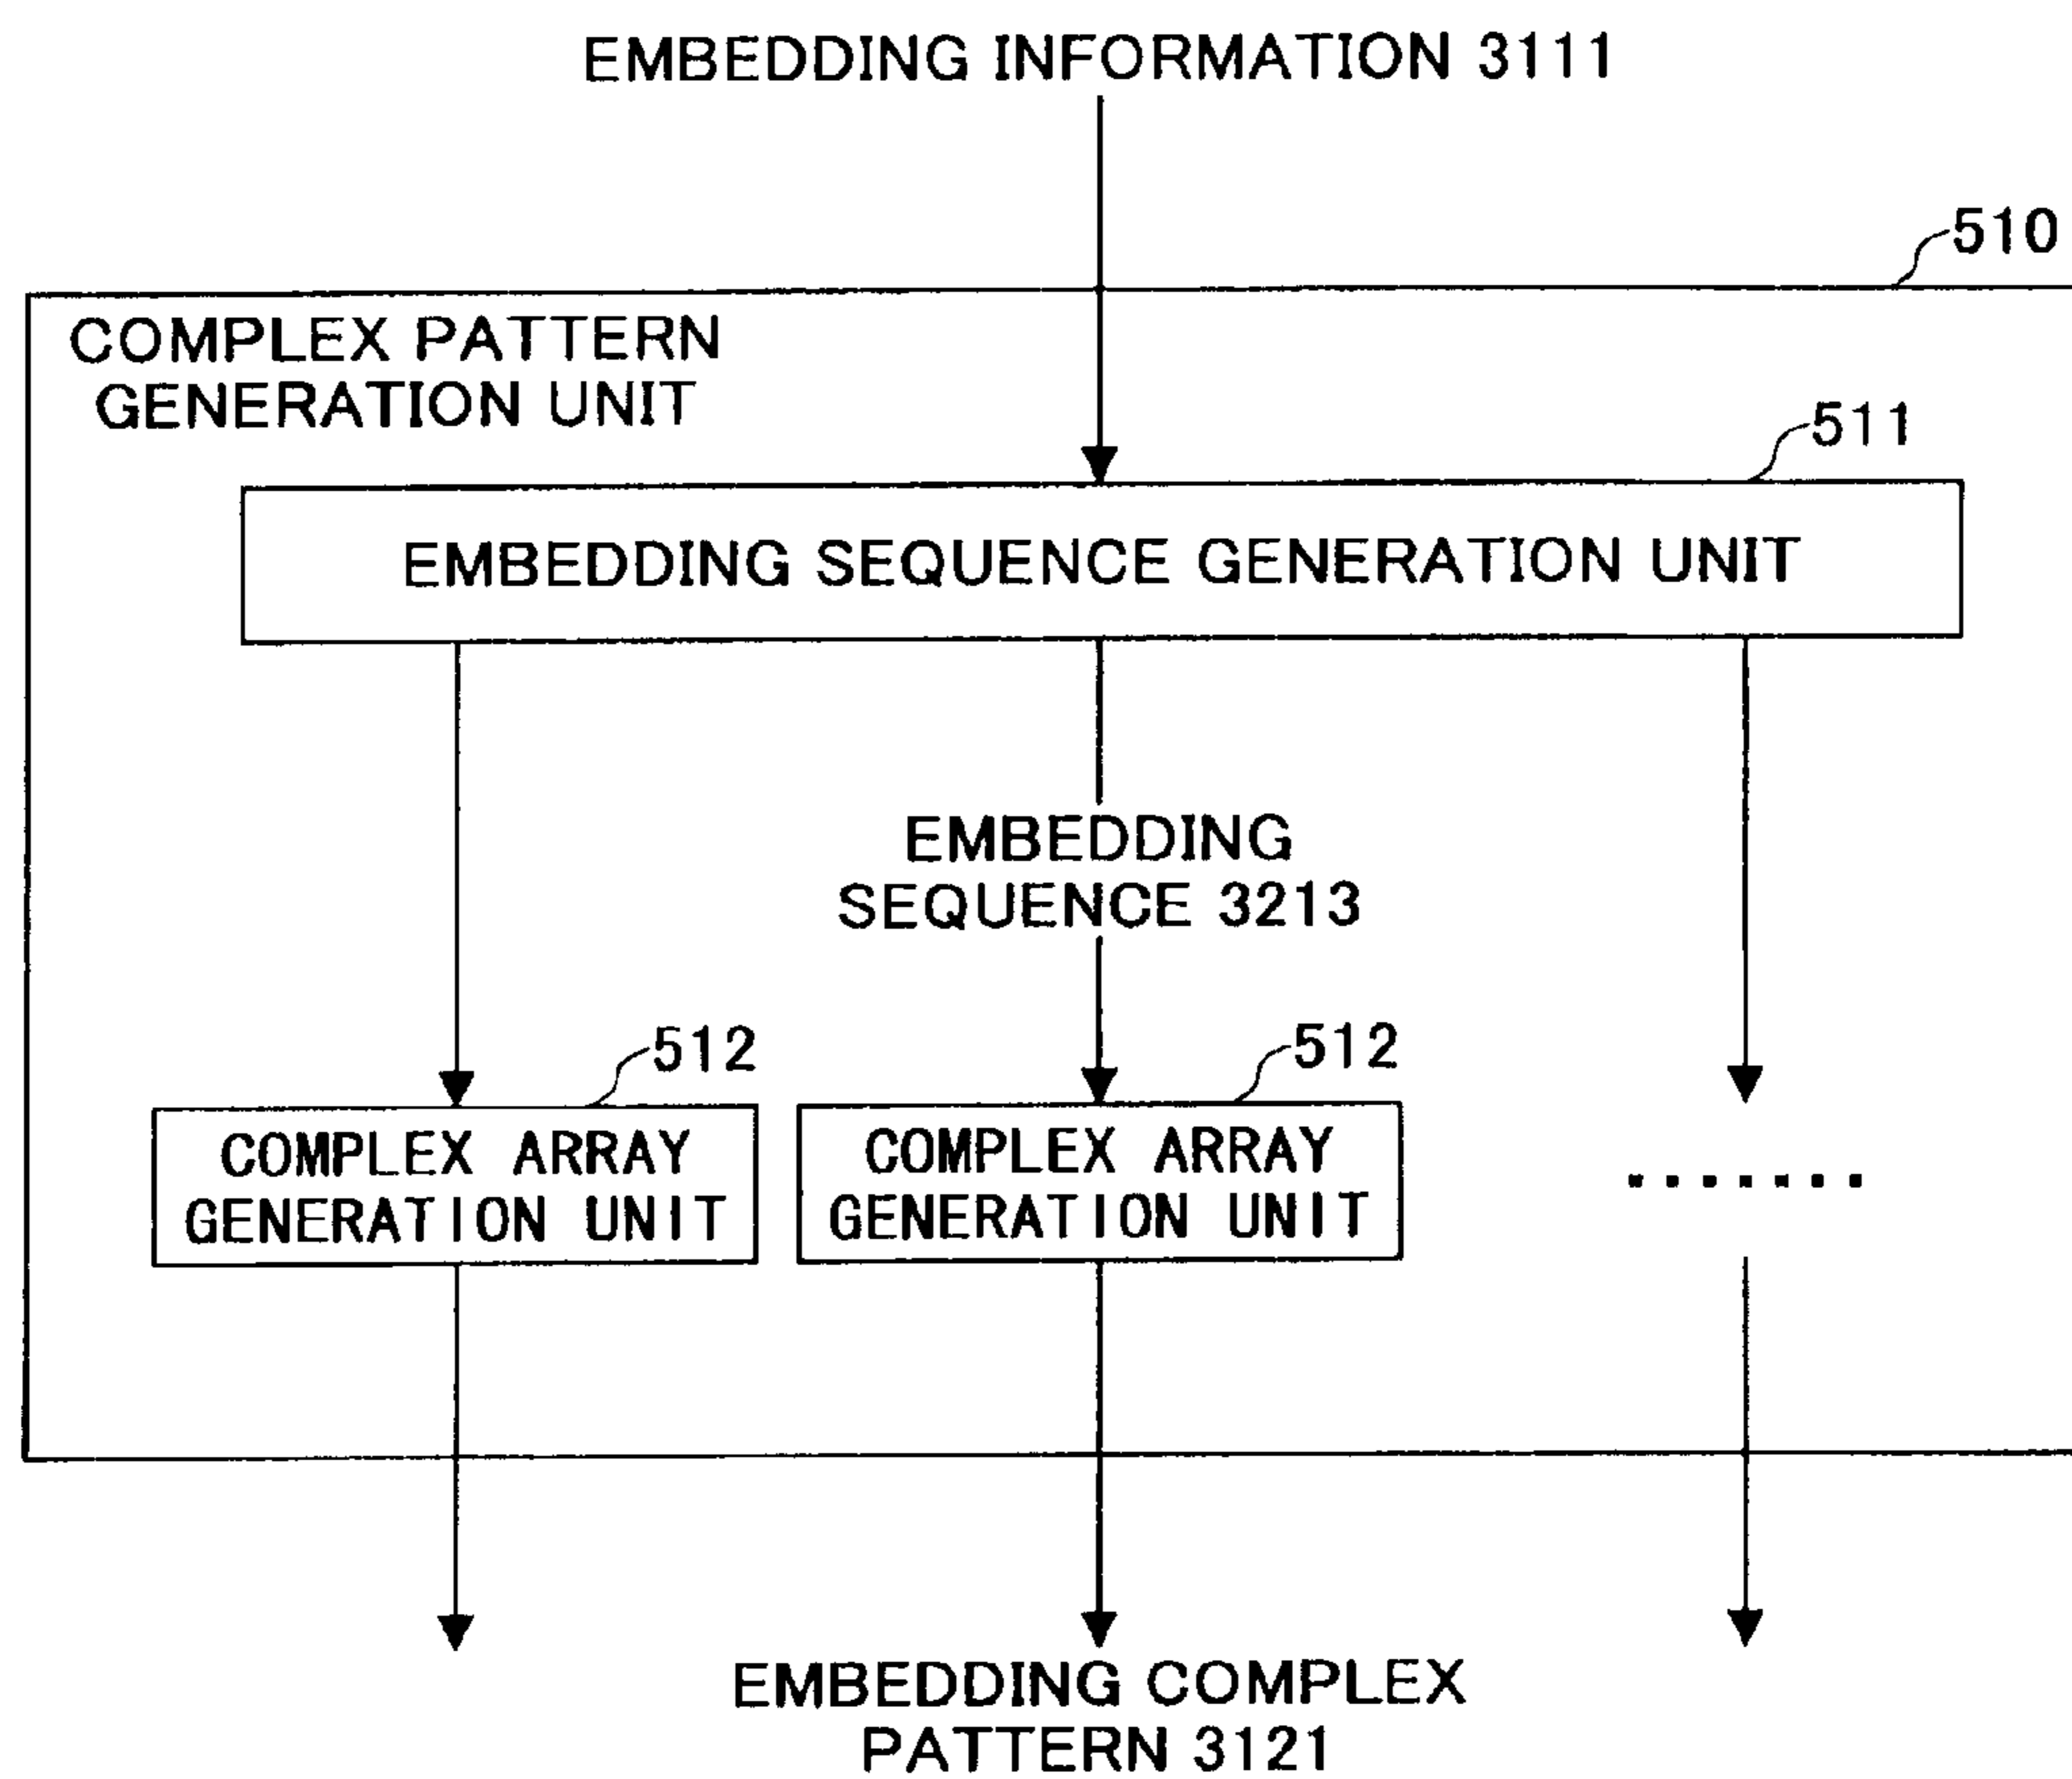 EMBEDDING INFORMATION 3111
510
COMPLEX PATTERN
GENERATION UNIT
511
EMBEDDING SEQUENCE GENERATION UNIT
EMBEDDING
SEQUENCE 3213
512
512
COMPLEX ARRAY
GENERATION UNIT
COMPLEX ARRAY
GENERATION UNIT
EMBEDDING COMPLEX
PATTERN 3121